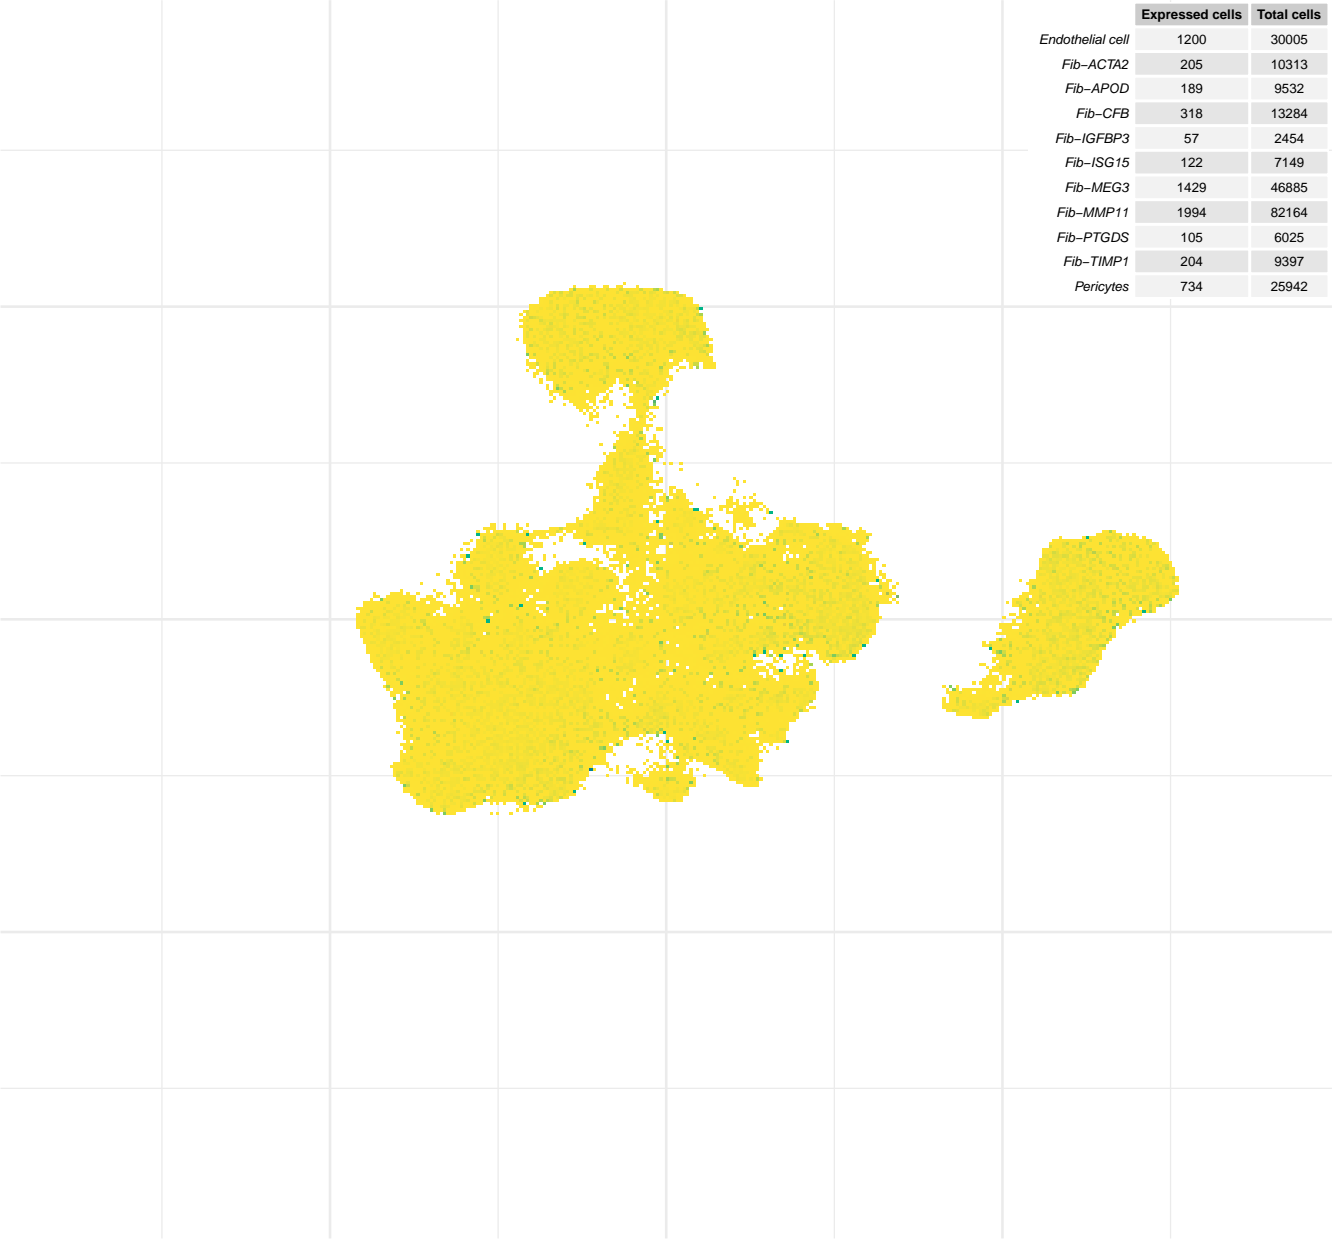 Expressed cells Total cells
Endothelial cell 1200 30005
Fib−ACTA2 205 10313
Fib−APOD 189 9532
Fib−CFB 318 13284
Fib−IGFBP3 57 2454
Fib−ISG15 122 7149
Fib−MEG3 1429 46885
Fib−MMP11 1994 82164
Fib−PTGDS 105 6025
Fib−TIMP1 204 9397
Pericytes 734 25942